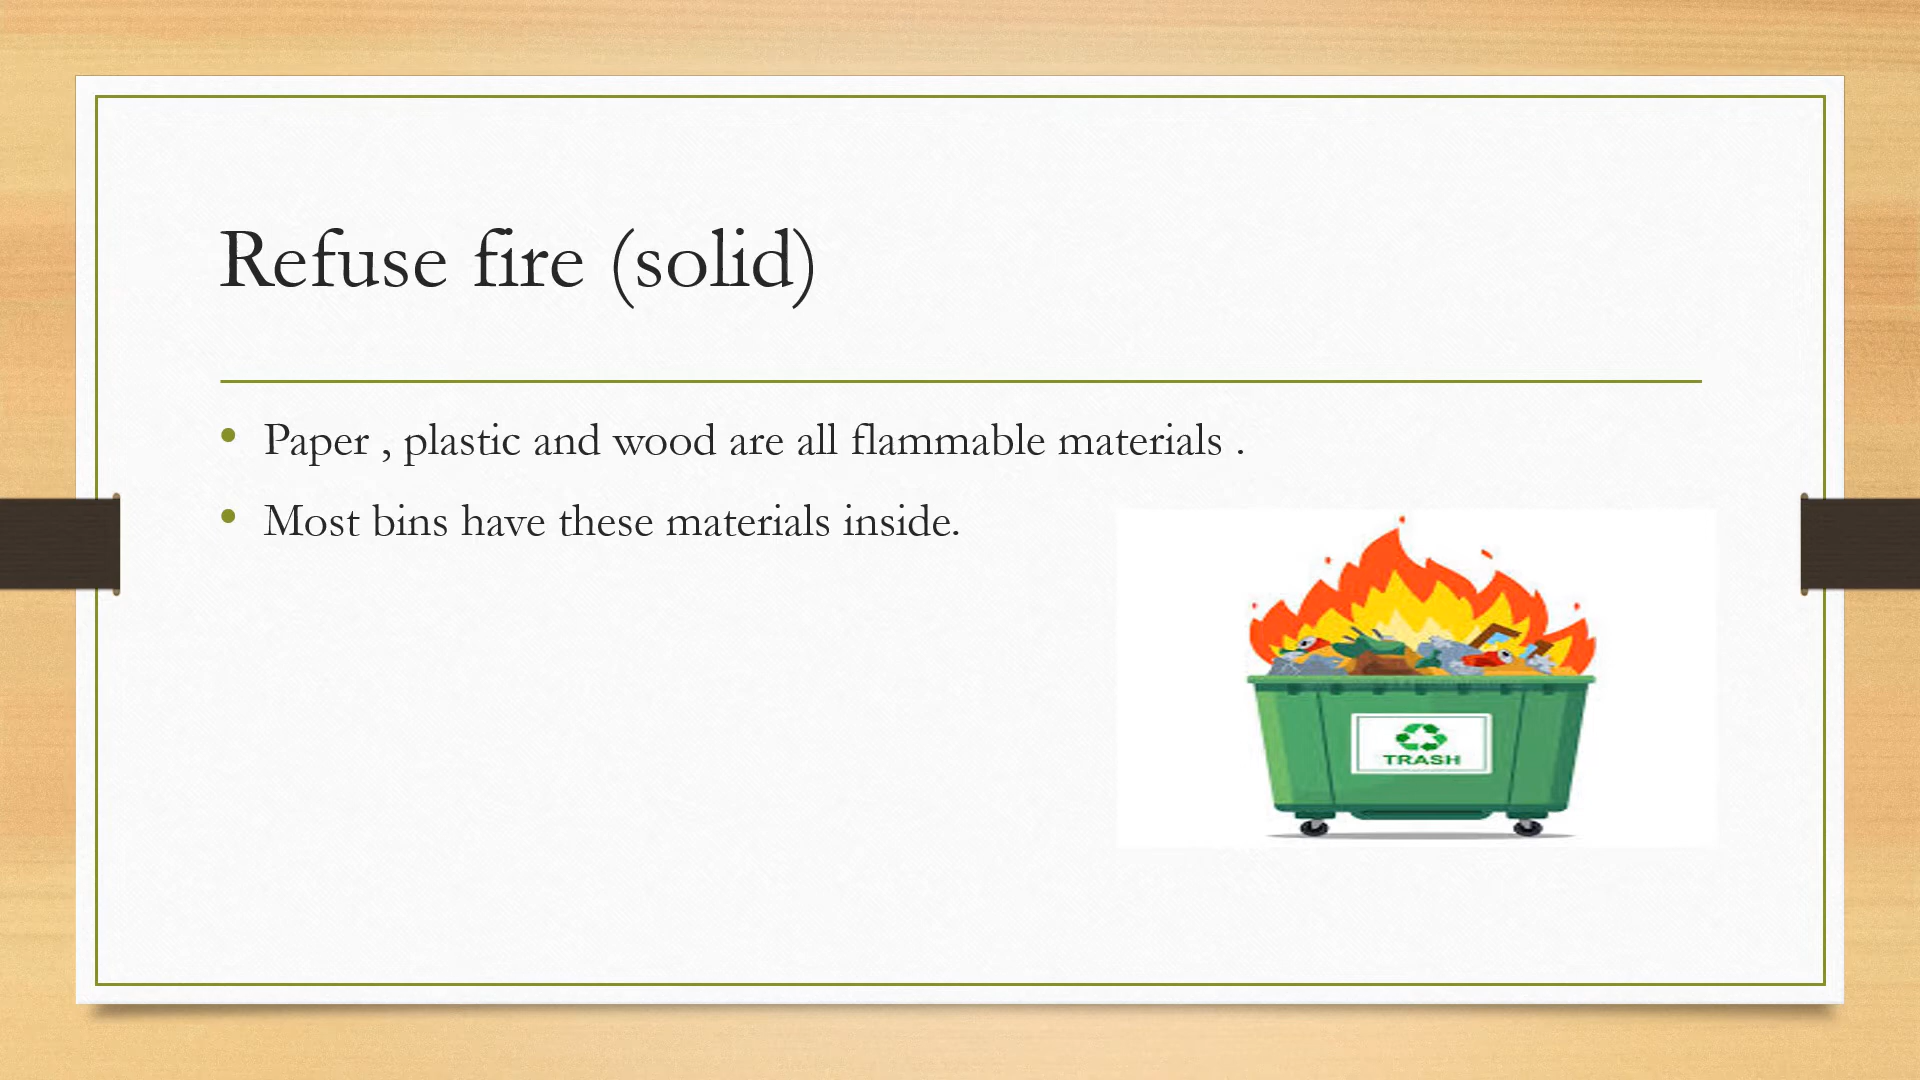 Refuse fire (solid)
• Paper , plastic and wood are all flammable materials .
• Most bins have these materials inside.
TRASH